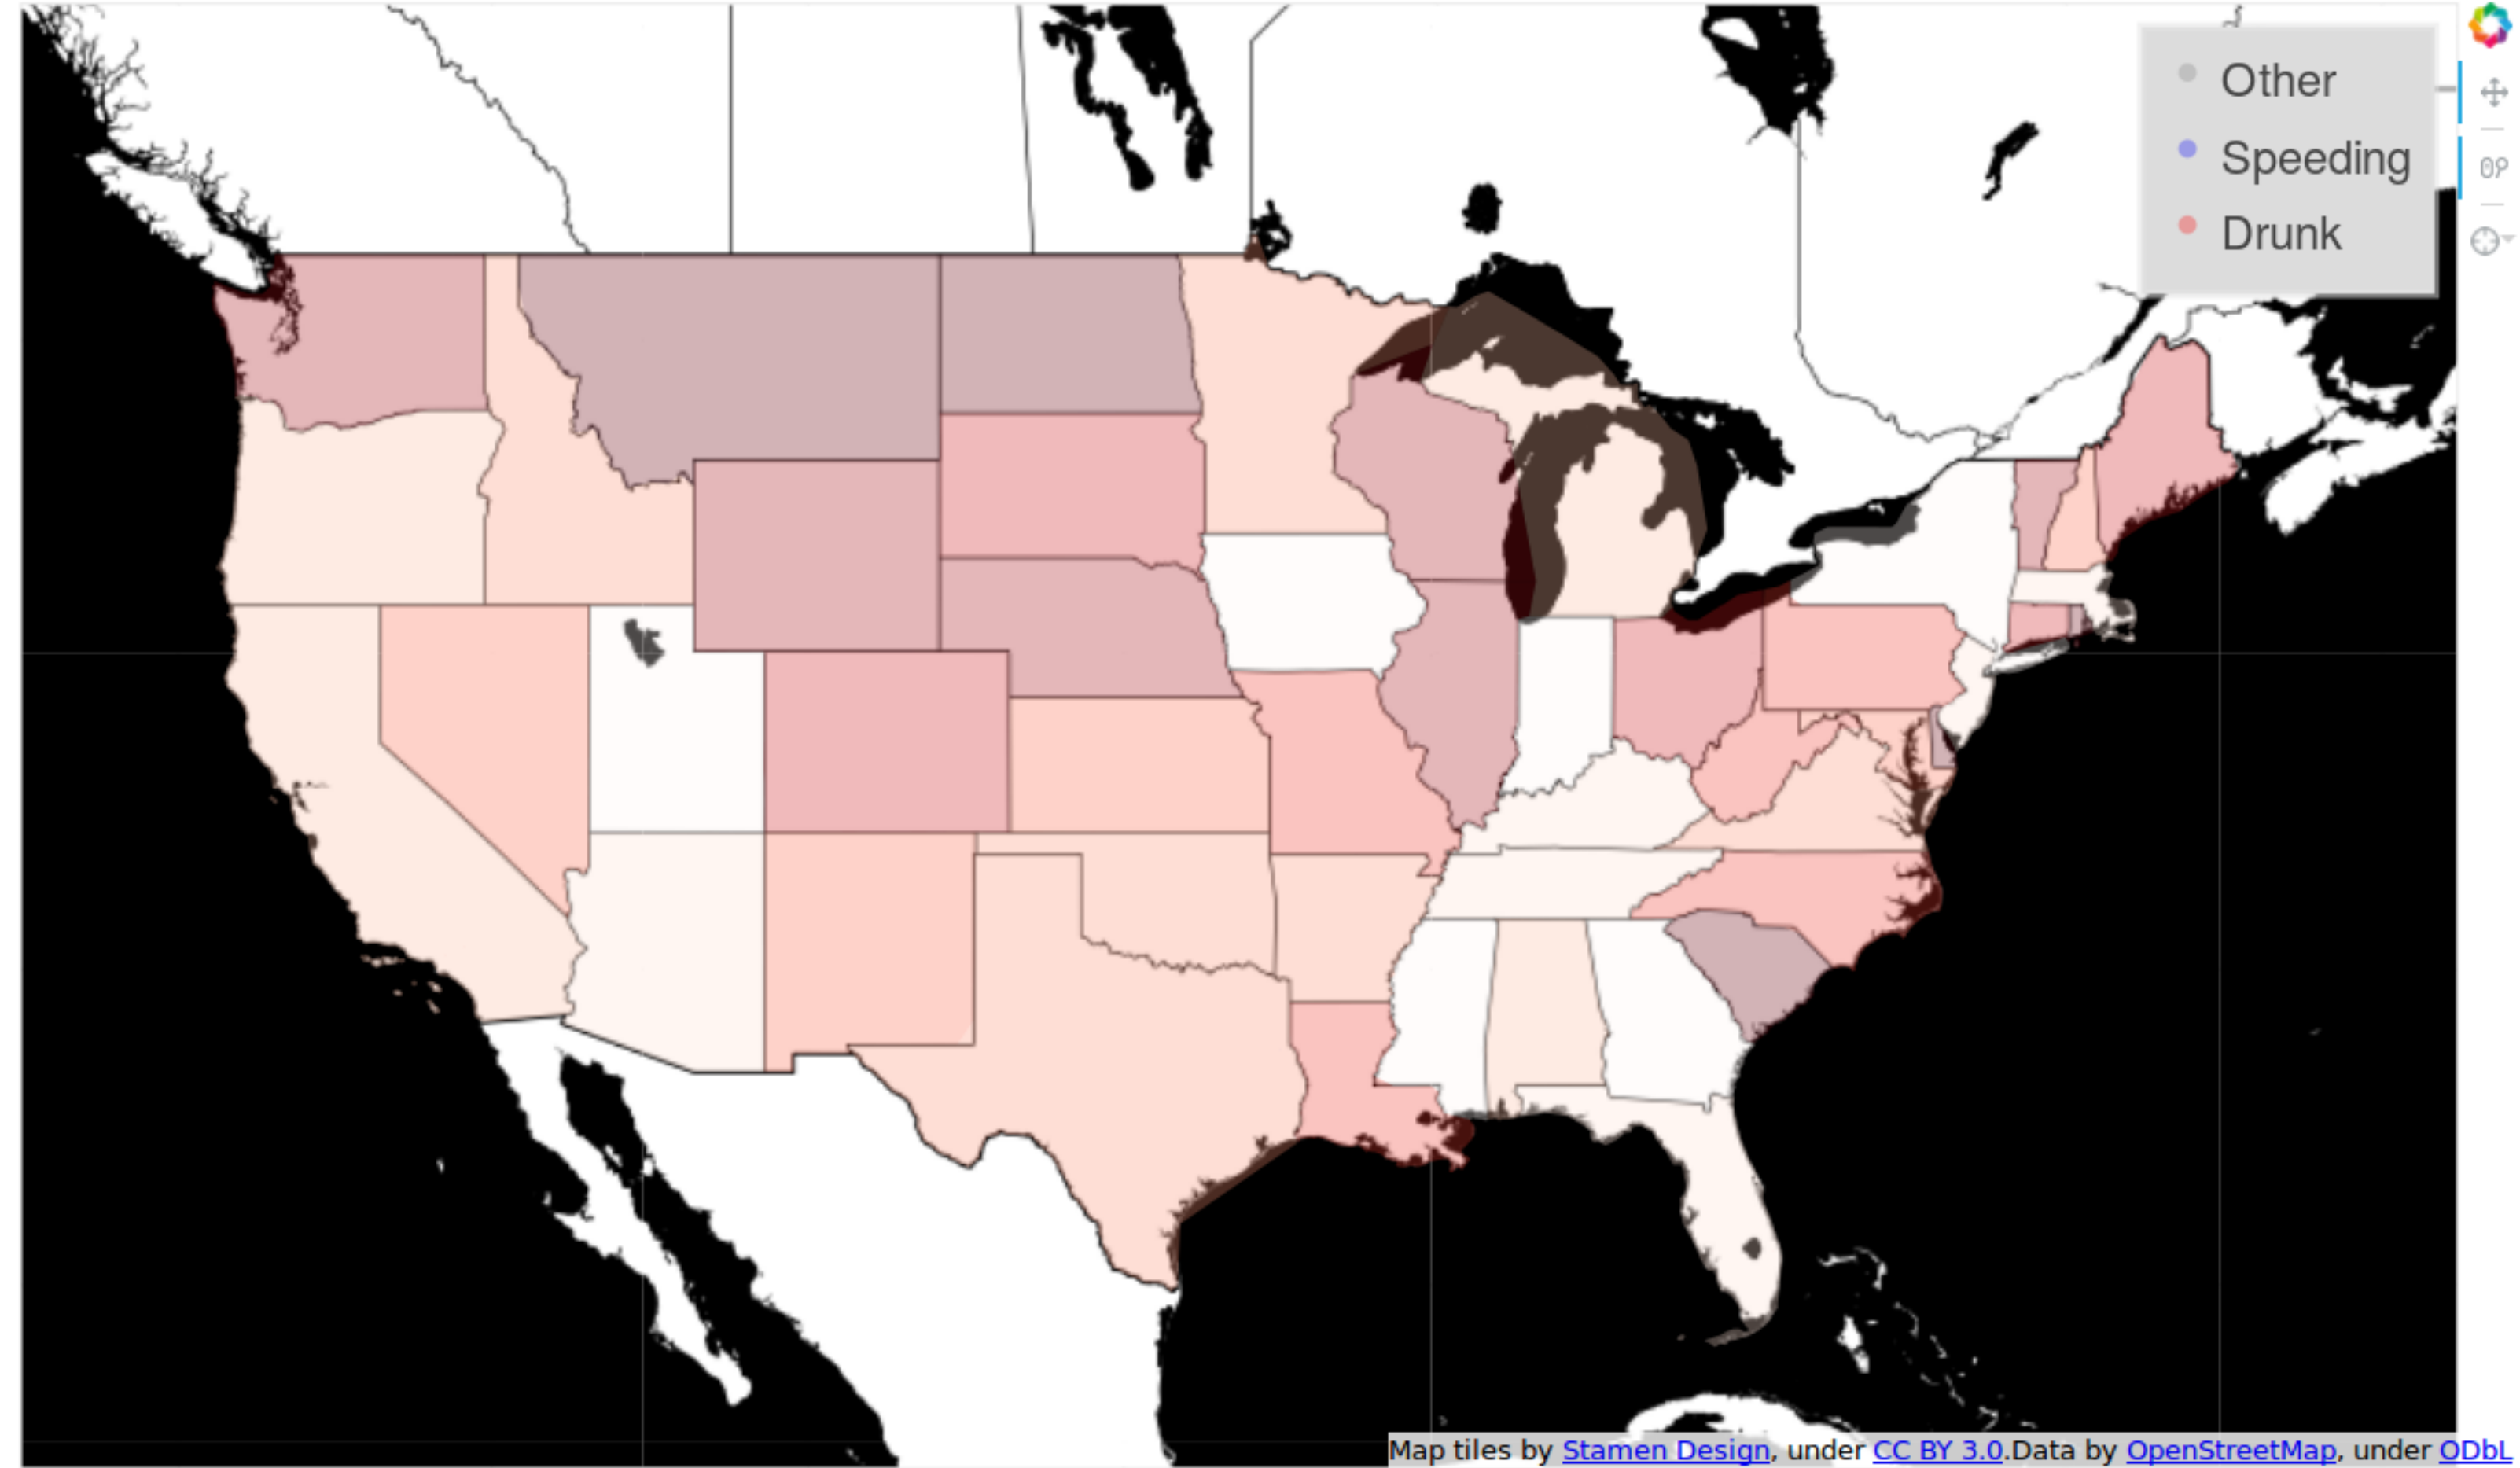 Other
Speeding
Drunk
Map tiles by Stamen Design, under CC BY 3.0.Data by OpenStreetMap, under ODbL